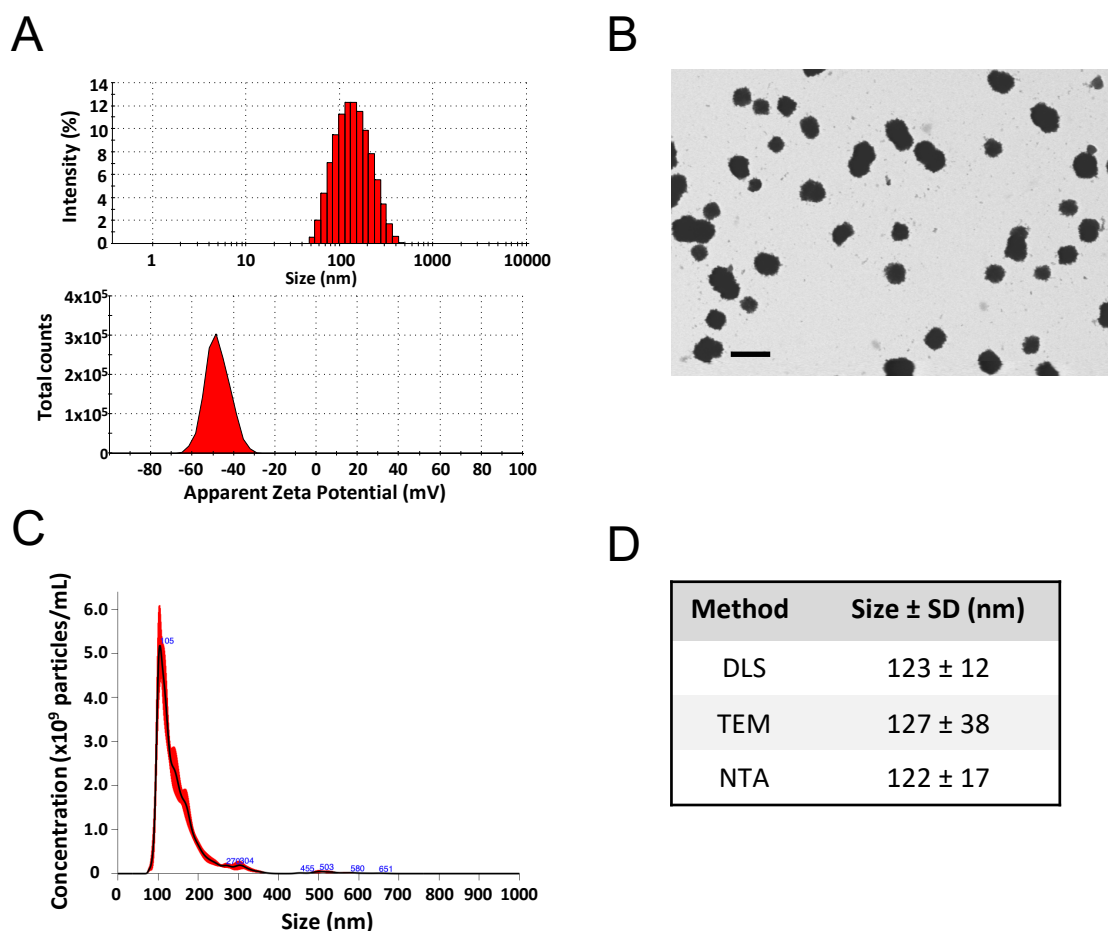 A
B
Intensity (%)
14
12
10
8
6
4
2
0
1 10 100 1000 10000
Size (nm)
Total counts
4x10⁵
3x10⁵
2x10⁵
1x10⁵
0
-80 -60 -40 -20 0 20 40 60 80 100
Apparent Zeta Potential (mV)
C
D
Concentration (x10⁹ particles/mL)
6.0
5.0
4.0
3.0
2.0
1.0
0
105
304
455
503
580
651
0 100 200 300 400 500 600 700 800 900 1000
Size (nm)
Method Size ± SD (nm)
DLS 123 ± 12
TEM 127 ± 38
NTA 122 ± 17